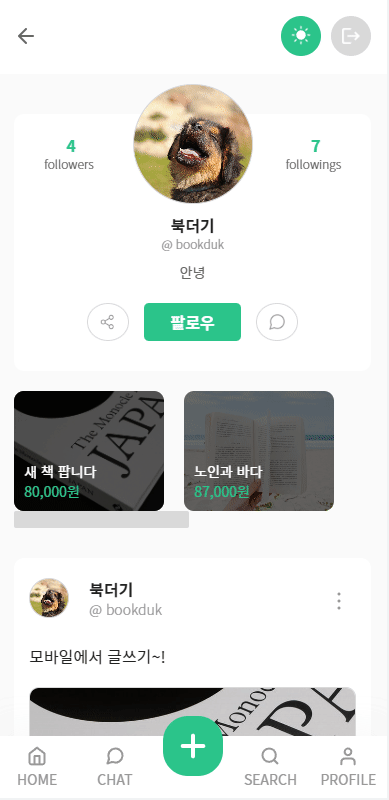 4
followers
7
followings
북더기
@ bookduk
안녕
팔로우
The Monocle
JAPA
새 책 팝니다
80,000원
노인과 바다
87,000원
북더기
@ bookduk
모바일에서 글쓰기~!
HOME
CHAT
SEARCH
PROFILE